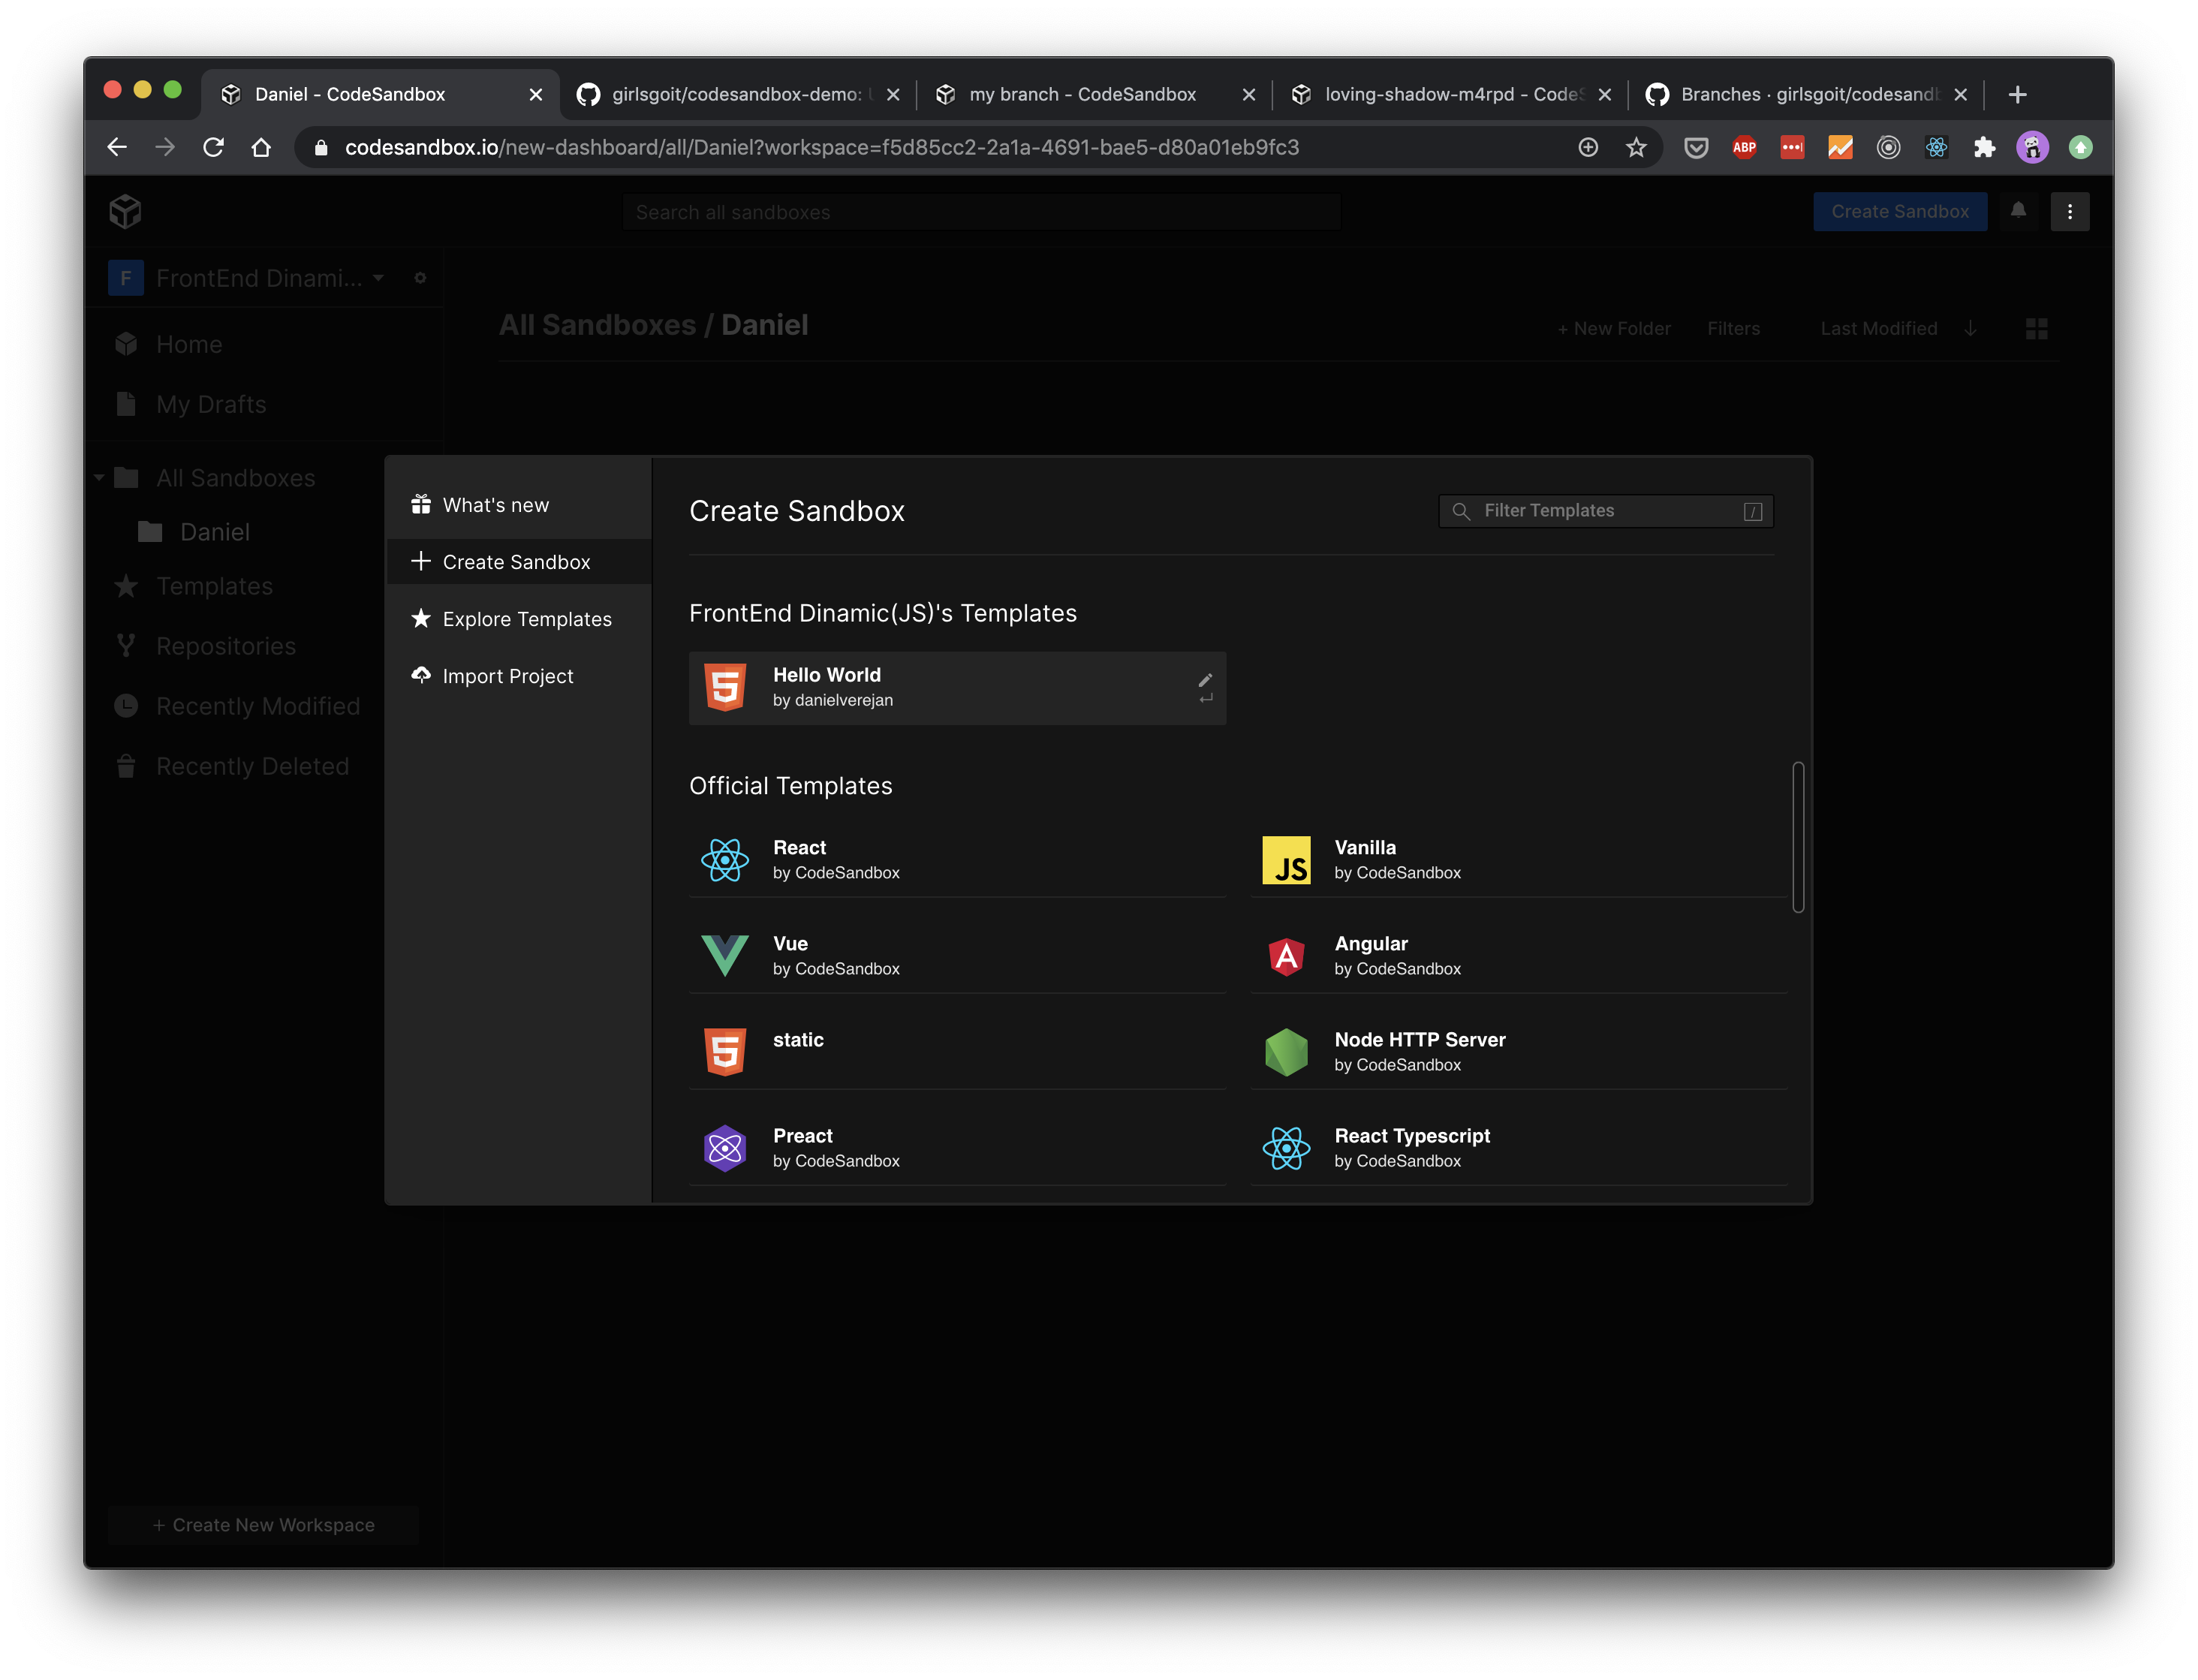 Daniel - CodeSandbox
girlsgoit/codesandbox-demo:
my branch - CodeSandbox
loving-shadow-m4rpd - Code
Branches · girlsgoit/codesand
codesandbox.io/new-dashboard/all/Daniel?workspace=f5d85cc2-2a1a-4691-bae5-d80a01eb9fc3
ABP
Search all sandboxes
Create Sandbox
F FrontEnd Dinami...
Home
My Drafts
All Sandboxes
Daniel
Templates
Repositories
Recently Modified
Recently Deleted
+ Create New Workspace
All Sandboxes / Daniel
+ New Folder
Filters
Last Modified
What's new
Create Sandbox
Explore Templates
Import Project
Create Sandbox
Filter Templates /
FrontEnd Dinamic(JS)'s Templates
Hello World
by danielverejan
Official Templates
React
by CodeSandbox
JS
Vanilla
by CodeSandbox
Vue
by CodeSandbox
Angular
by CodeSandbox
static
Node HTTP Server
by CodeSandbox
Preact
by CodeSandbox
React Typescript
by CodeSandbox